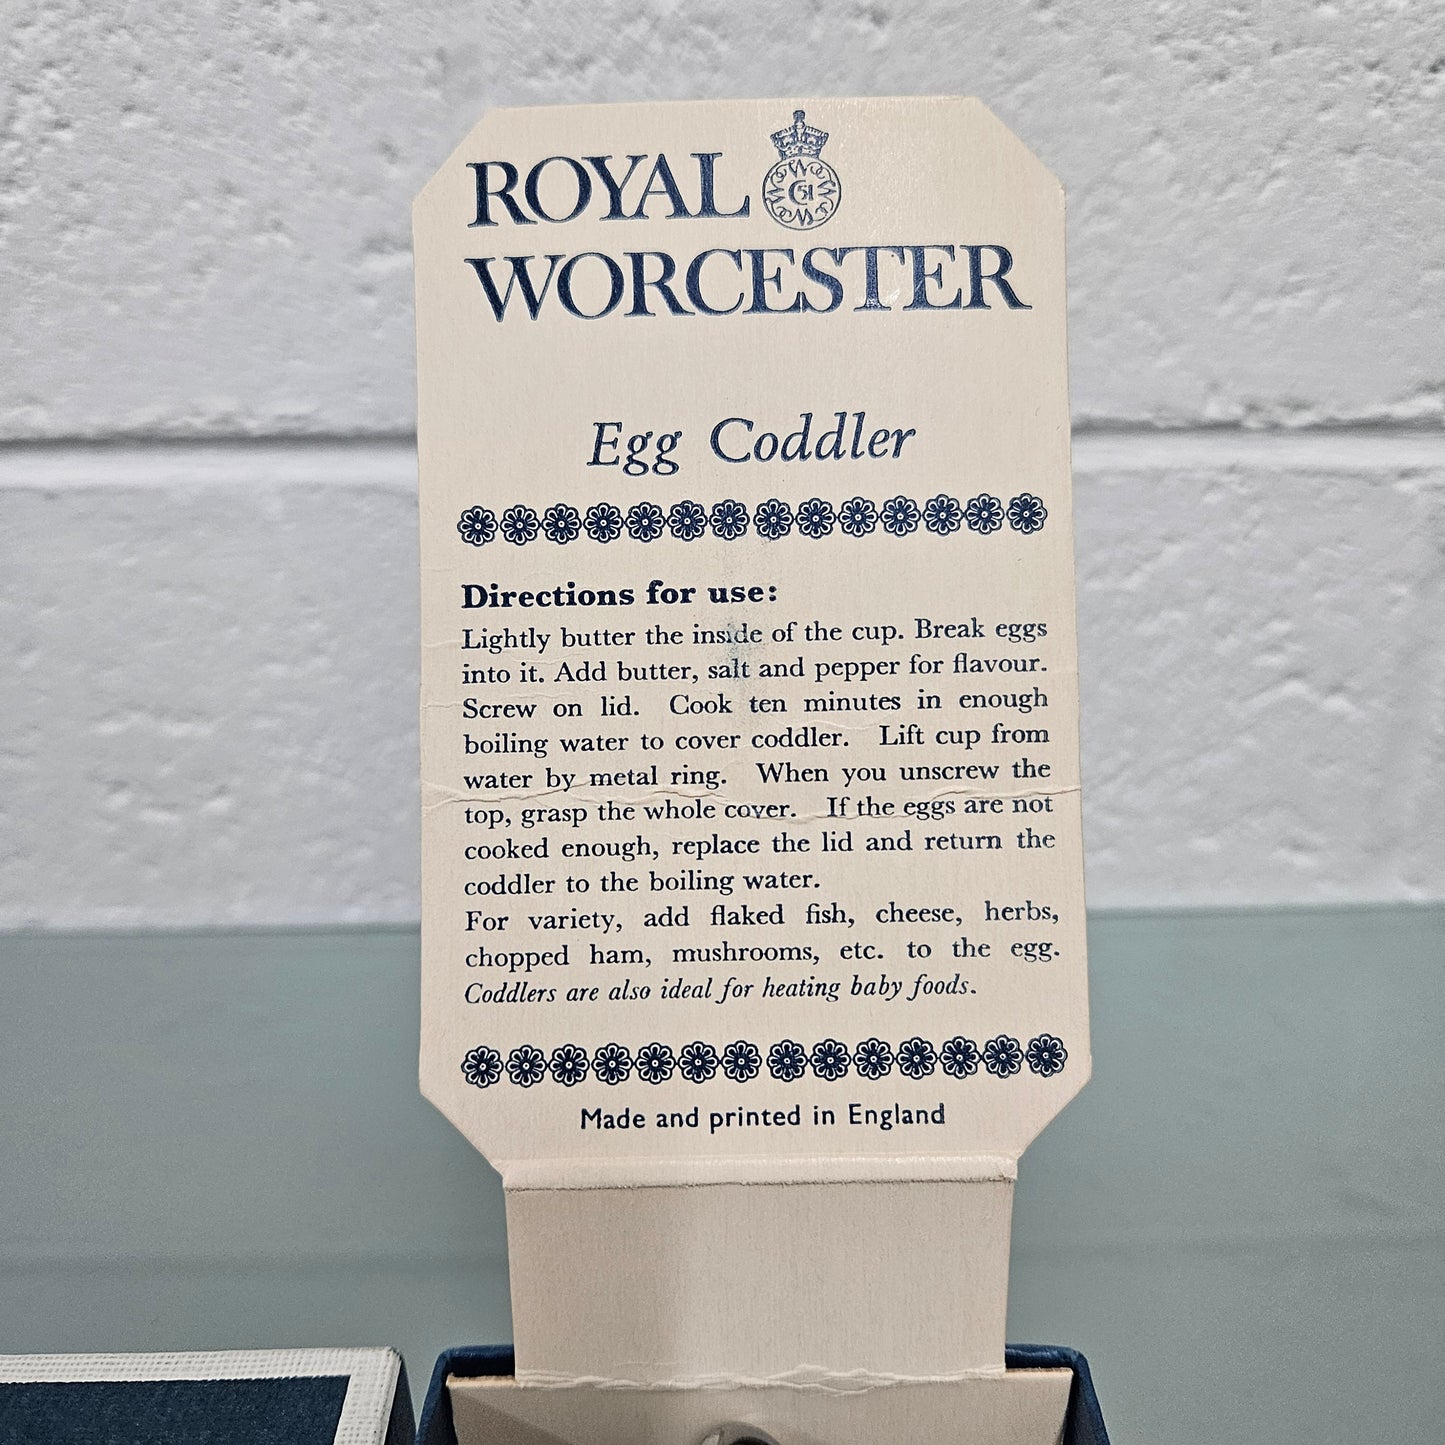 ROYAL
WORCESTER
51
Egg Coddler
Directions for use:
Lightly butter the inside of the cup. Break eggs
into it. Add butter, salt and pepper for flavour.
Screw on lid. Cook ten minutes in enough
boiling water to cover coddler. Lift cup from
water by metal ring. When you unscrew the
top, grasp the whole cover. If the eggs are not
cooked enough, replace the lid and return the
coddler to the boiling water.
For variety, add flaked fish, cheese, herbs,
chopped ham, mushrooms, etc. to the egg.
Coddlers are also ideal for heating baby foods.
Made and printed in England